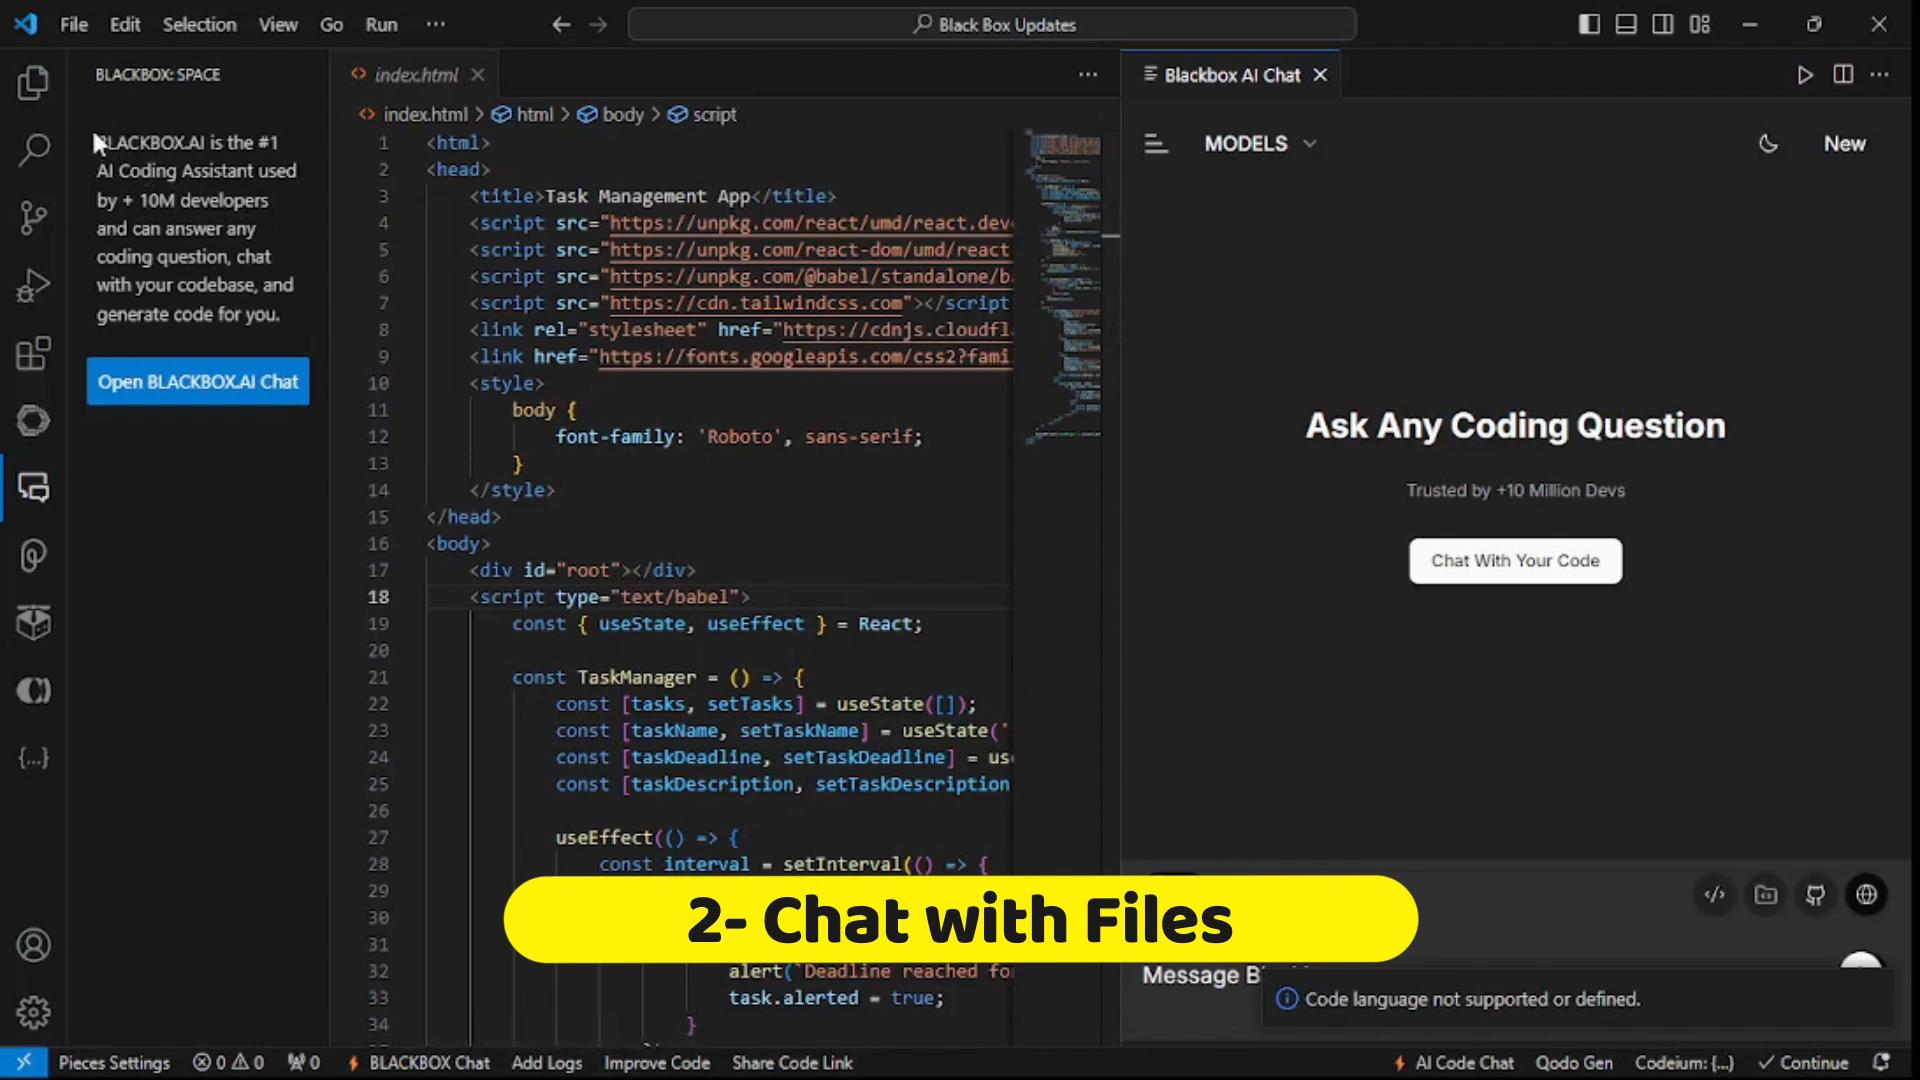 File Edit Selection View Go Run ···
Black Box Updates
BLACKBOX: SPACE
BLACKBOX.AI is the #1
AI Coding Assistant used
by + 10M developers
and can answer any
coding question, chat
with your codebase, and
generate code for you.
Open BLACKBOX.AI Chat
index.html
index.html > html > body > script
1 <html>
2 <head>
3 <title>Task Management App</title>
4 <script src="https://unpkg.com/react/umd/react.dev
5 <script src="https://unpkg.com/react-dom/umd/react
6 <script src="https://unpkg.com/@babel/standalone/b
7 <script src="https://cdn.tailwindcss.com"></script
8 <link rel="stylesheet" href="https://cdnjs.cloudfl
9 <link href="https://fonts.googleapis.com/css2?fami
10 <style>
11 body {
12 font-family: 'Roboto', sans-serif;
13 }
14 </style>
15 </head>
16 <body>
17 <div id="root"></div>
18 <script type="text/babel">
19 const { useState, useEffect } = React;
20
21 const TaskManager = () => {
22 const [tasks, setTasks] = useState([]);
23 const [taskName, setTaskName] = useState('
24 const [taskDeadline, setTaskDeadline] = us
25 const [taskDescription, setTaskDescription
26
27 useEffect(() => {
28 const interval = setInterval(() => {
29
30
31
32 alert(`Deadline reached fo
33 task.alerted = true;
34 }
Blackbox AI Chat
MODELS
New
Ask Any Coding Question
Trusted by +10 Million Devs
Chat With Your Code
2- Chat with Files
Message
Code language not supported or defined.
Pieces Settings 0 0 0 BLACKBOX Chat Add Logs Improve Code Share Code Link AI Code Chat Qodo Gen Codeium: {...} Continue